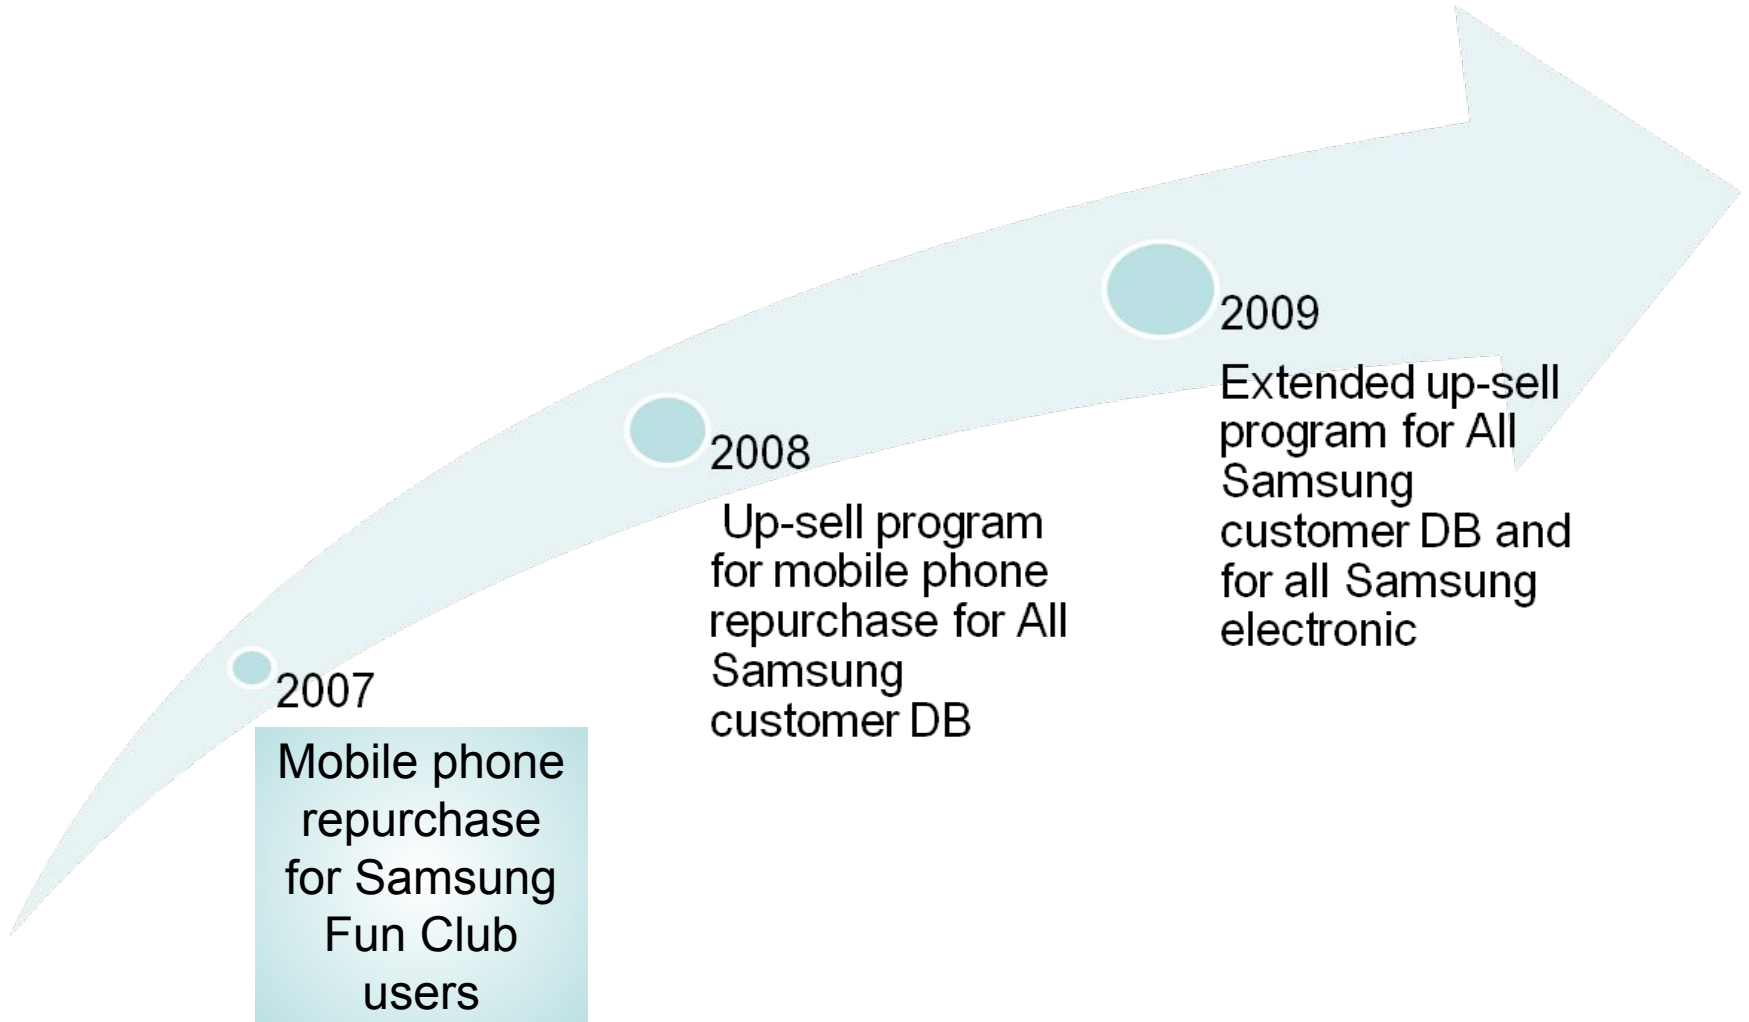 2007
Mobile phone
repurchase
for Samsung
Fun Club
users
2008
Up-sell program
for mobile phone
repurchase for All
Samsung
customer DB
2009
Extended up-sell
program for All
Samsung
customer DB and
for all Samsung
electronic